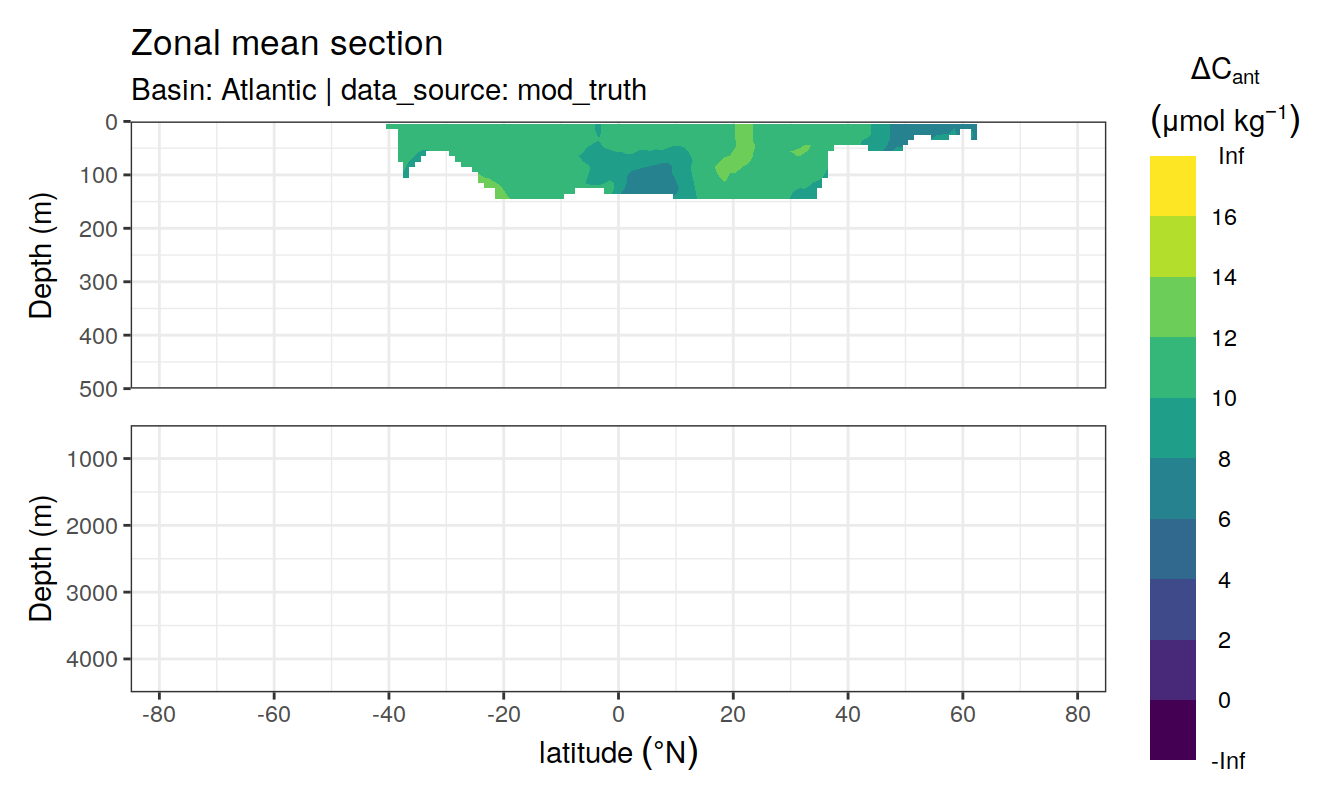 Zonal mean section
Basin: Atlantic | data_source: mod_truth
0
100
200
300
400
500
Depth (m)
1000
2000
3000
4000
Depth (m)
-80 -60 -40 -20 0 20 40 60 80
latitude (°N)
ΔCant
(μmol kg⁻¹)
Inf
16
14
12
10
8
6
4
2
0
-Inf